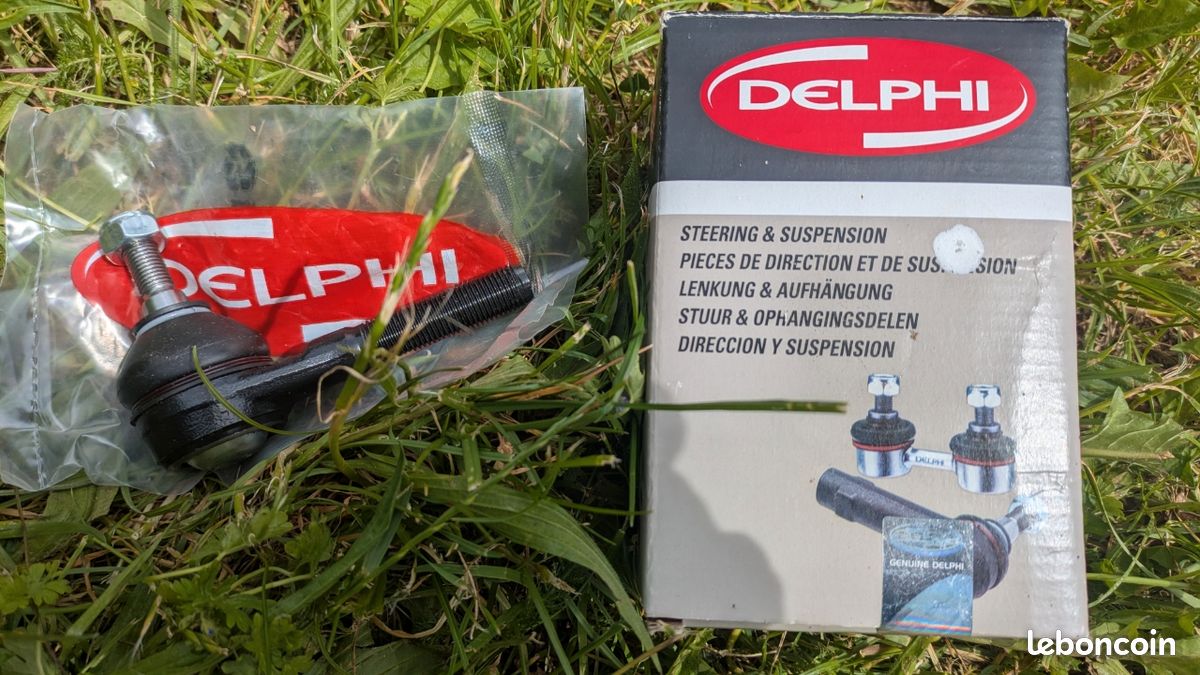 DELPHI
DELPHI
STEERING & SUSPENSION
PIECES DE DIRECTION ET DE SUSPENSION
LENKUNG & AUFHÄNGUNG
STUUR & OPHANGINGSDELEN
DIRECCION Y SUSPENSION
DELPHI
GENUINE DELPHI
leboncoin